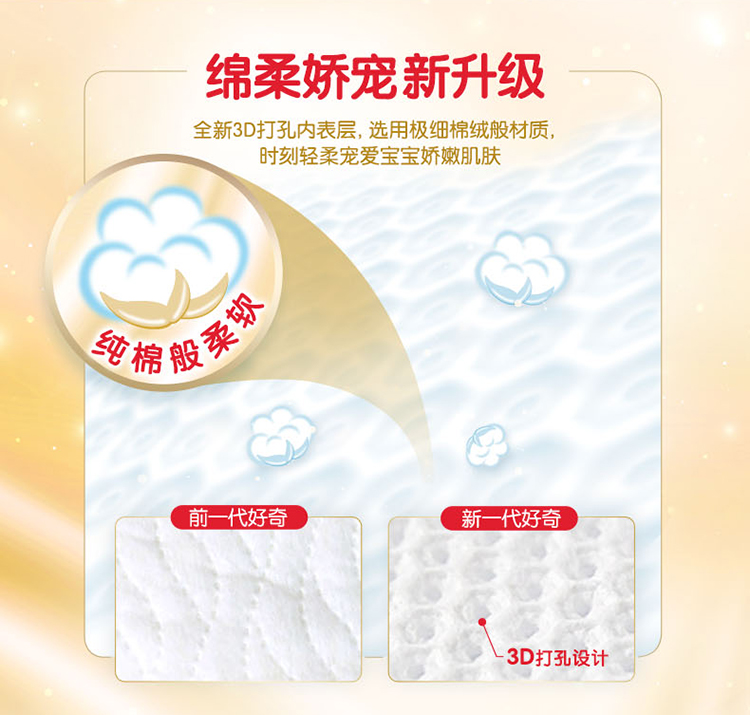 绵柔娇宠新升级
全新3D打孔内表层, 选用极细棉绒般材质,
时刻轻柔宠爱宝宝娇嫩肌肤
纯棉般柔软
前一代好奇
新一代好奇
3D打孔设计